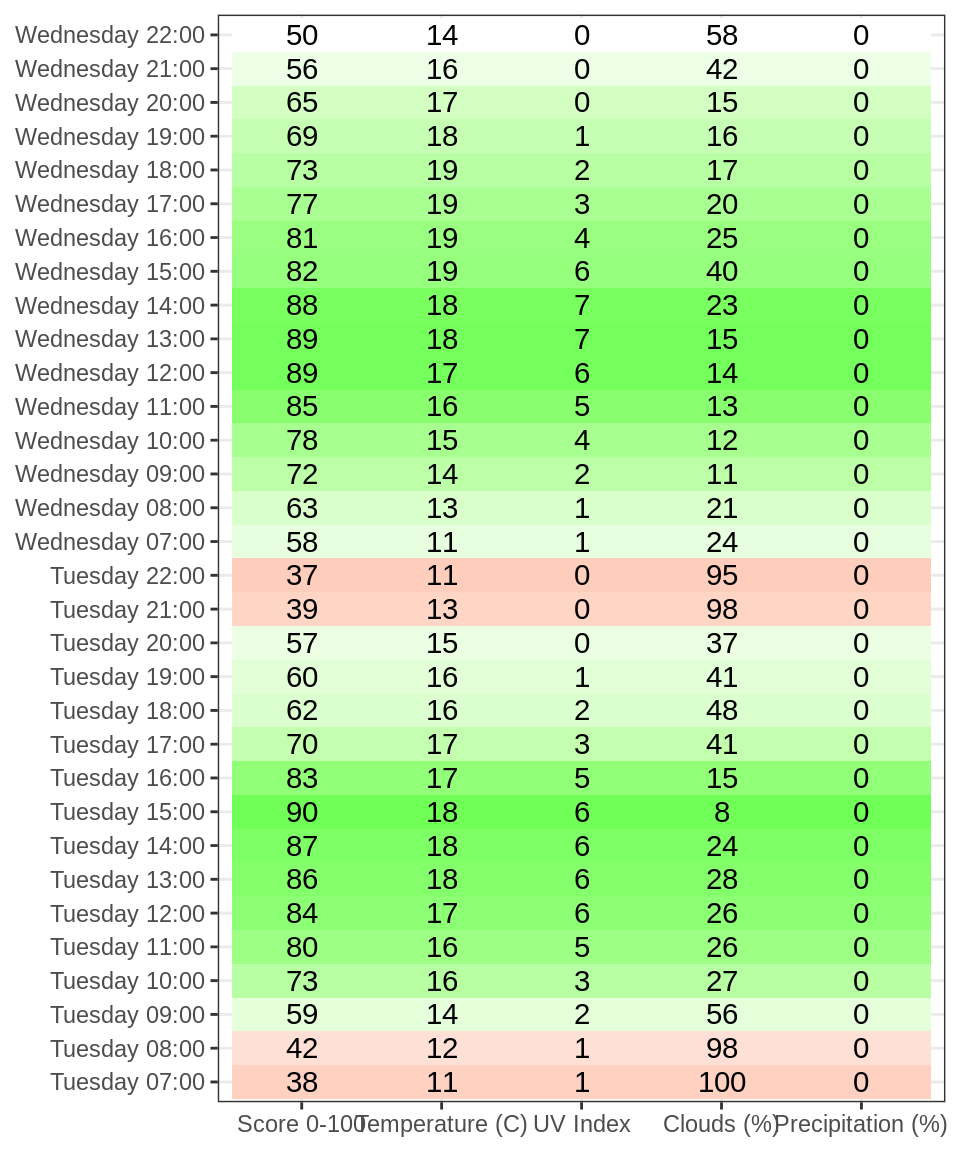 Wednesday 22:00 50 14 0 58 0
Wednesday 21:00 56 16 0 42 0
Wednesday 20:00 65 17 0 15 0
Wednesday 19:00 69 18 1 16 0
Wednesday 18:00 73 19 2 17 0
Wednesday 17:00 77 19 3 20 0
Wednesday 16:00 81 19 4 25 0
Wednesday 15:00 82 19 6 40 0
Wednesday 14:00 88 18 7 23 0
Wednesday 13:00 89 18 7 15 0
Wednesday 12:00 89 17 6 14 0
Wednesday 11:00 85 16 5 13 0
Wednesday 10:00 78 15 4 12 0
Wednesday 09:00 72 14 2 11 0
Wednesday 08:00 63 13 1 21 0
Wednesday 07:00 58 11 1 24 0
Tuesday 22:00 37 11 0 95 0
Tuesday 21:00 39 13 0 98 0
Tuesday 20:00 57 15 0 37 0
Tuesday 19:00 60 16 1 41 0
Tuesday 18:00 62 16 2 48 0
Tuesday 17:00 70 17 3 41 0
Tuesday 16:00 83 17 5 15 0
Tuesday 15:00 90 18 6 8 0
Tuesday 14:00 87 18 6 24 0
Tuesday 13:00 86 18 6 28 0
Tuesday 12:00 84 17 6 26 0
Tuesday 11:00 80 16 5 26 0
Tuesday 10:00 73 16 3 27 0
Tuesday 09:00 59 14 2 56 0
Tuesday 08:00 42 12 1 98 0
Tuesday 07:00 38 11 1 100 0
Score 0-100 Temperature (C) UV Index Clouds (%) Precipitation (%)